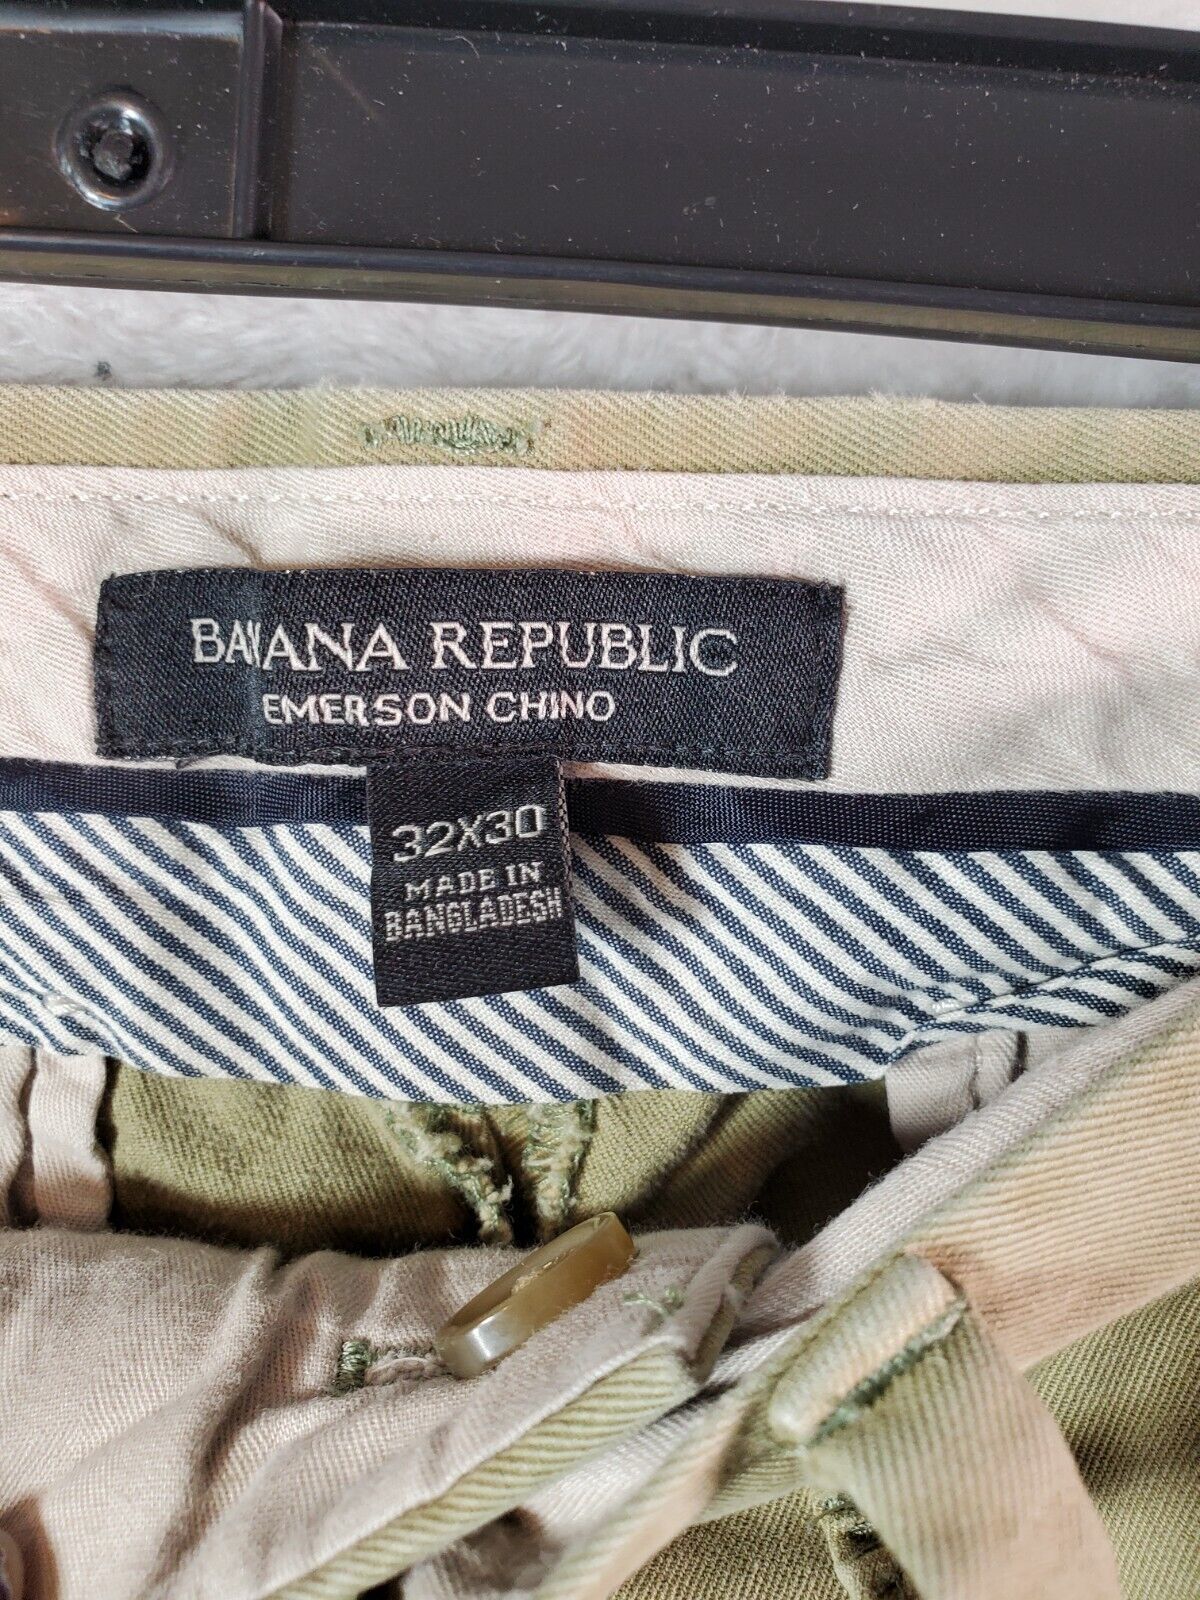 BANANA REPUBLIC
EMERSON CHINO
32X30
MADE IN
BANGLADESH